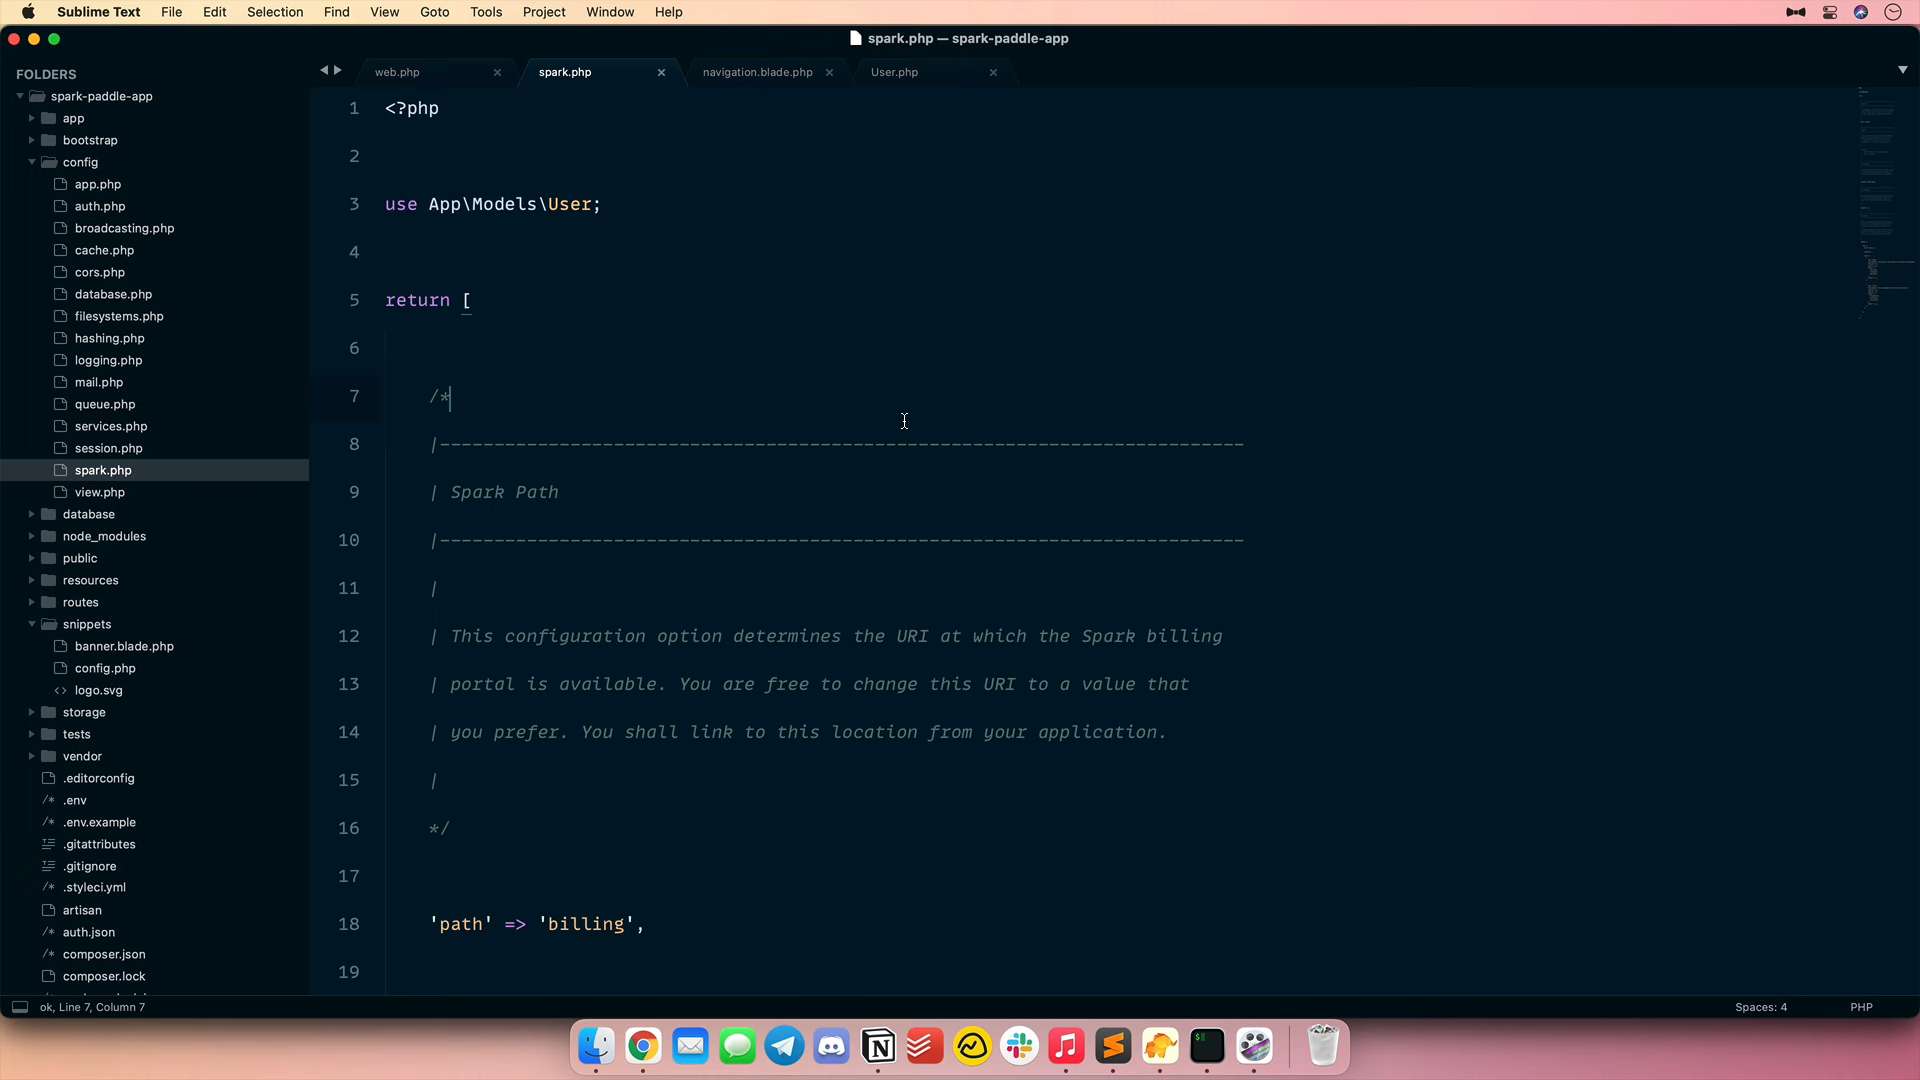 Sublime Text File Edit Selection Find View Goto Tools Project Window Help
spark.php — spark-paddle-app
FOLDERS
spark-paddle-app
app
bootstrap
config
app.php
auth.php
broadcasting.php
cache.php
cors.php
database.php
filesystems.php
hashing.php
logging.php
mail.php
queue.php
services.php
session.php
spark.php
view.php
database
node_modules
public
resources
routes
snippets
banner.blade.php
config.php
logo.svg
storage
tests
vendor
.editorconfig
.env
.env.example
.gitattributes
.gitignore
.styleci.yml
artisan
auth.json
composer.json
composer.lock
web.php spark.php navigation.blade.php User.php
1 <?php
2
3 use App\Models\User;
4
5 return [
6
7 /*
8 |--------------------------------------------------------------------------
9 | Spark Path
10 |--------------------------------------------------------------------------
11 |
12 | This configuration option determines the URI at which the Spark billing
13 | portal is available. You are free to change this URI to a value that
14 | you prefer. You shall link to this location from your application.
15 |
16 */
17
18 'path' => 'billing',
19
ok, Line 7, Column 7 Spaces: 4 PHP